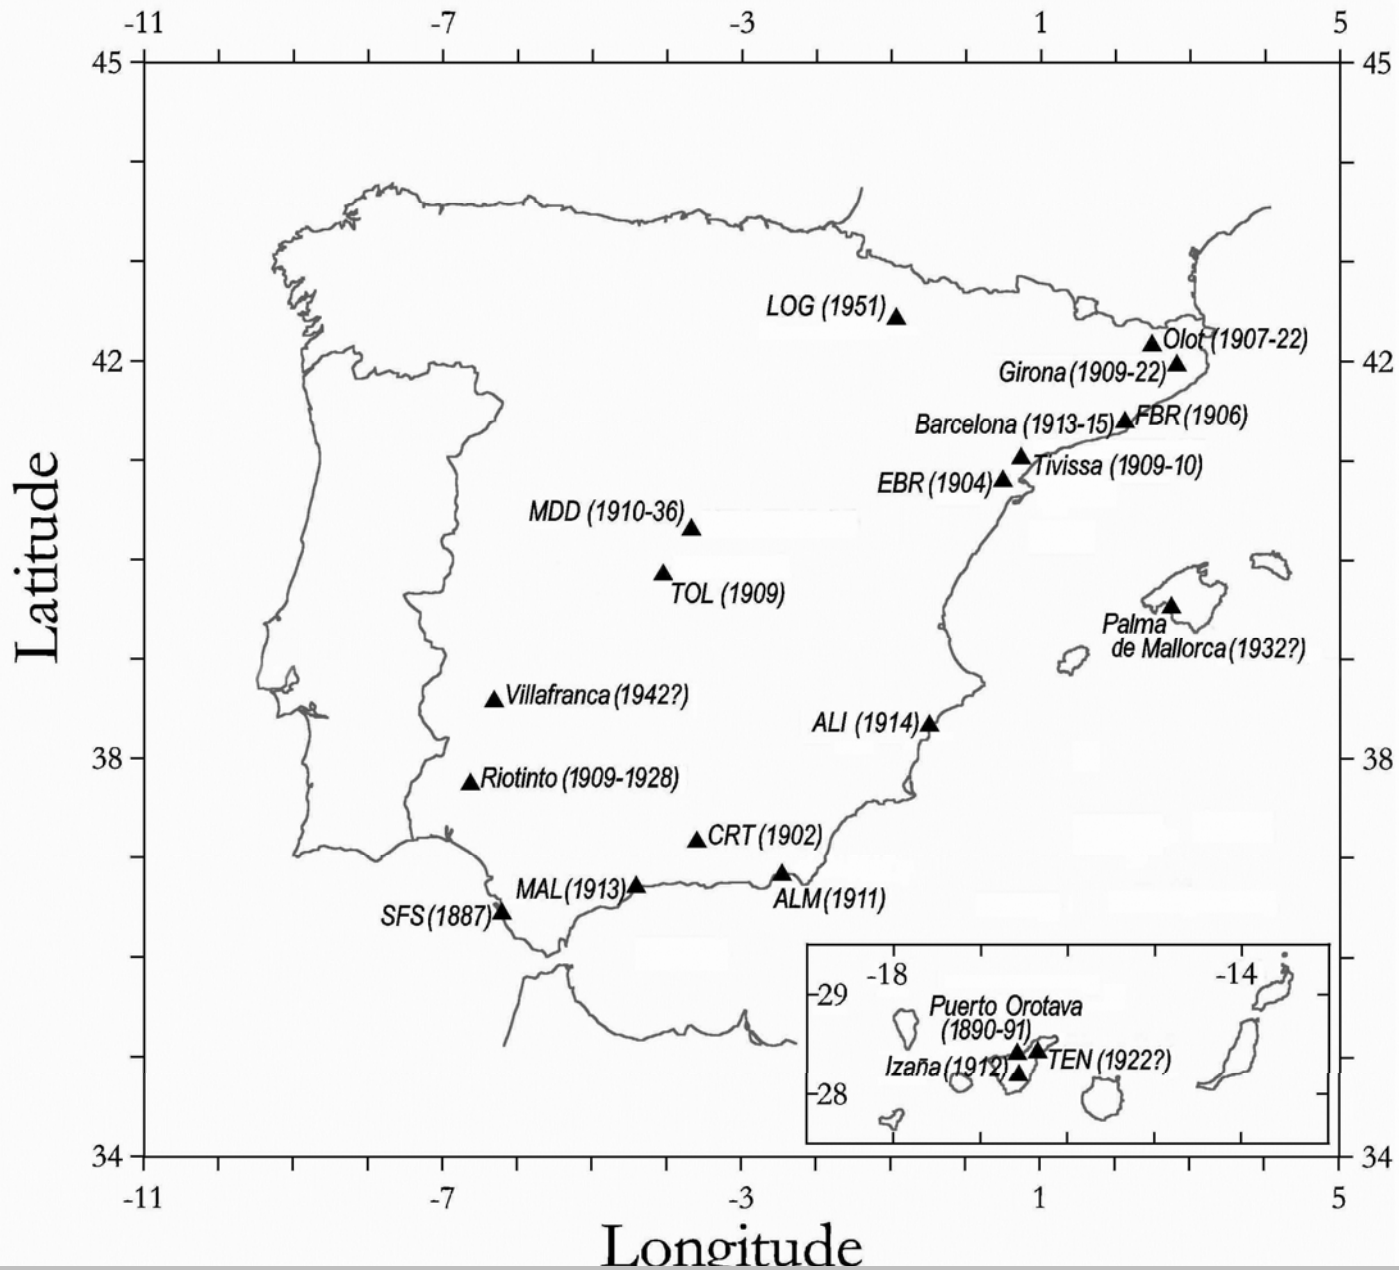 -11 -7 -3 1 5
45 45
LOG (1951)
Olot (1907-22)
42 42
Girona (1909-22)
Barcelona (1913-15) FBR (1906)
Tivissa (1909-10)
EBR (1904)
MDD (1910-36)
TOL (1909)
Latitude
Palma
de Mallorca (1932?)
Villafranca (1942?)
ALI (1914)
38 38
Riotinto (1909-1928)
CRT (1902)
MAL (1913)
ALM (1911)
SFS (1887)
-18 -14
29
Puerto Orotava
(1890-91)
Izaña (1912) TEN (1922?)
28
34 34
-11 -7 -3 1 5
Longitude